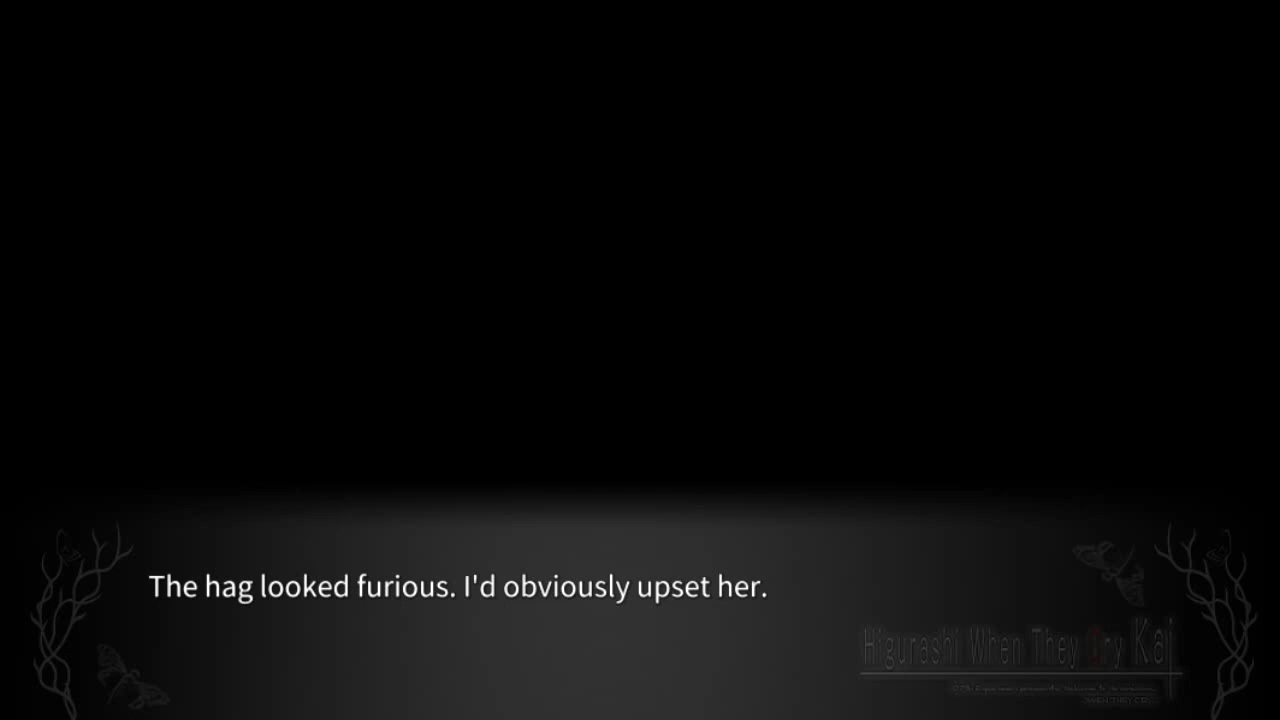 The hag looked furious. I'd obviously upset her.
Higurashi When They Cry Kai